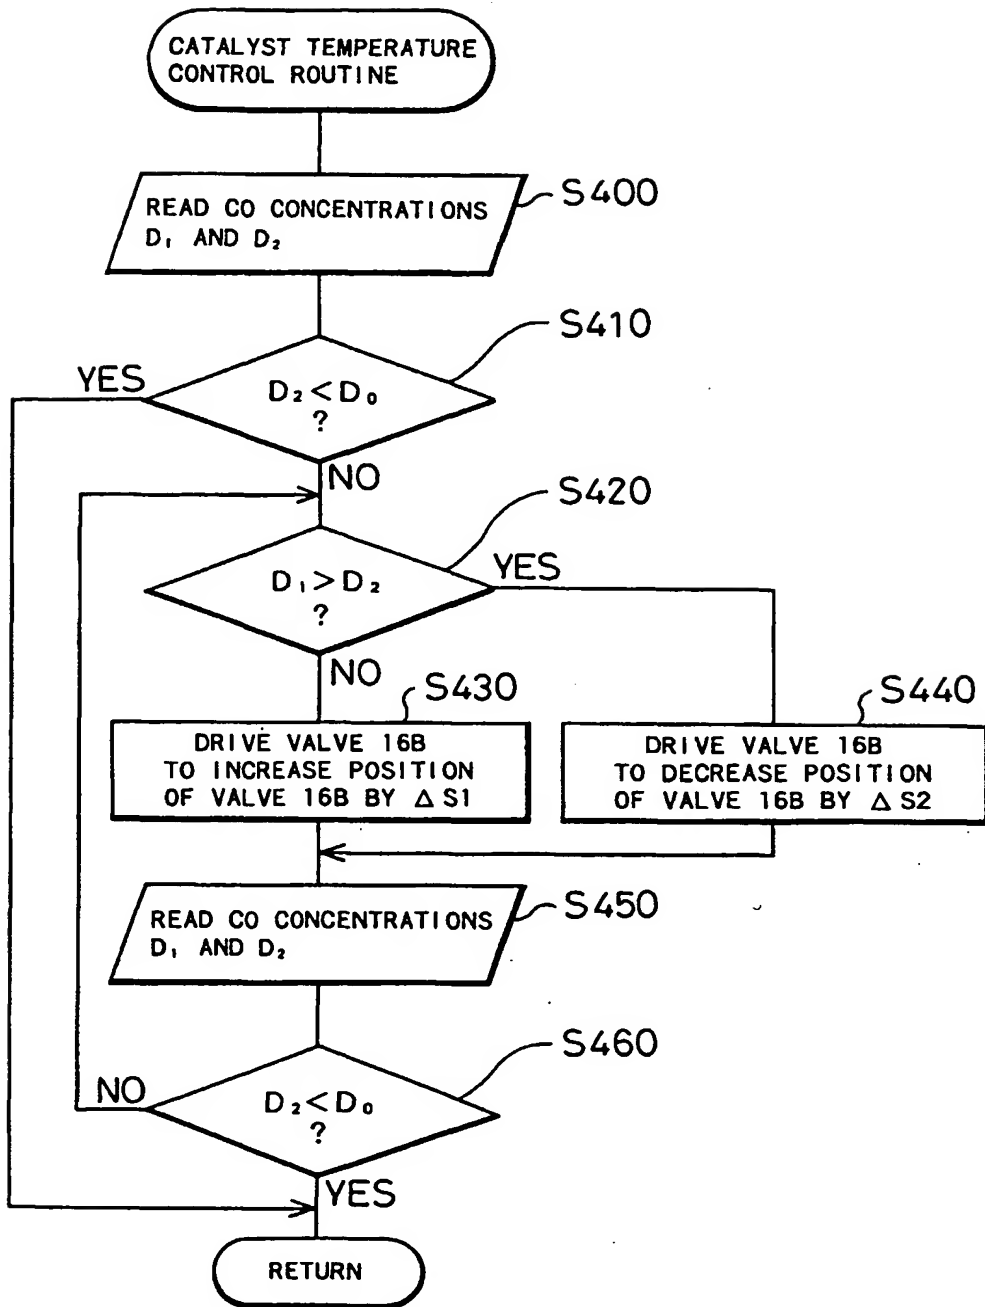 CATALYST TEMPERATURE
CONTROL ROUTINE
READ CO CONCENTRATIONS
D₁ AND D₂
S400
S410
YES
D₂<D₀
?
NO
S420
D₁>D₂
?
YES
NO
S430
DRIVE VALVE 16B
TO INCREASE POSITION
OF VALVE 16B BY △S1
S440
DRIVE VALVE 16B
TO DECREASE POSITION
OF VALVE 16B BY △S2
READ CO CONCENTRATIONS
D₁ AND D₂
S450
S460
NO
D₂<D₀
?
YES
RETURN